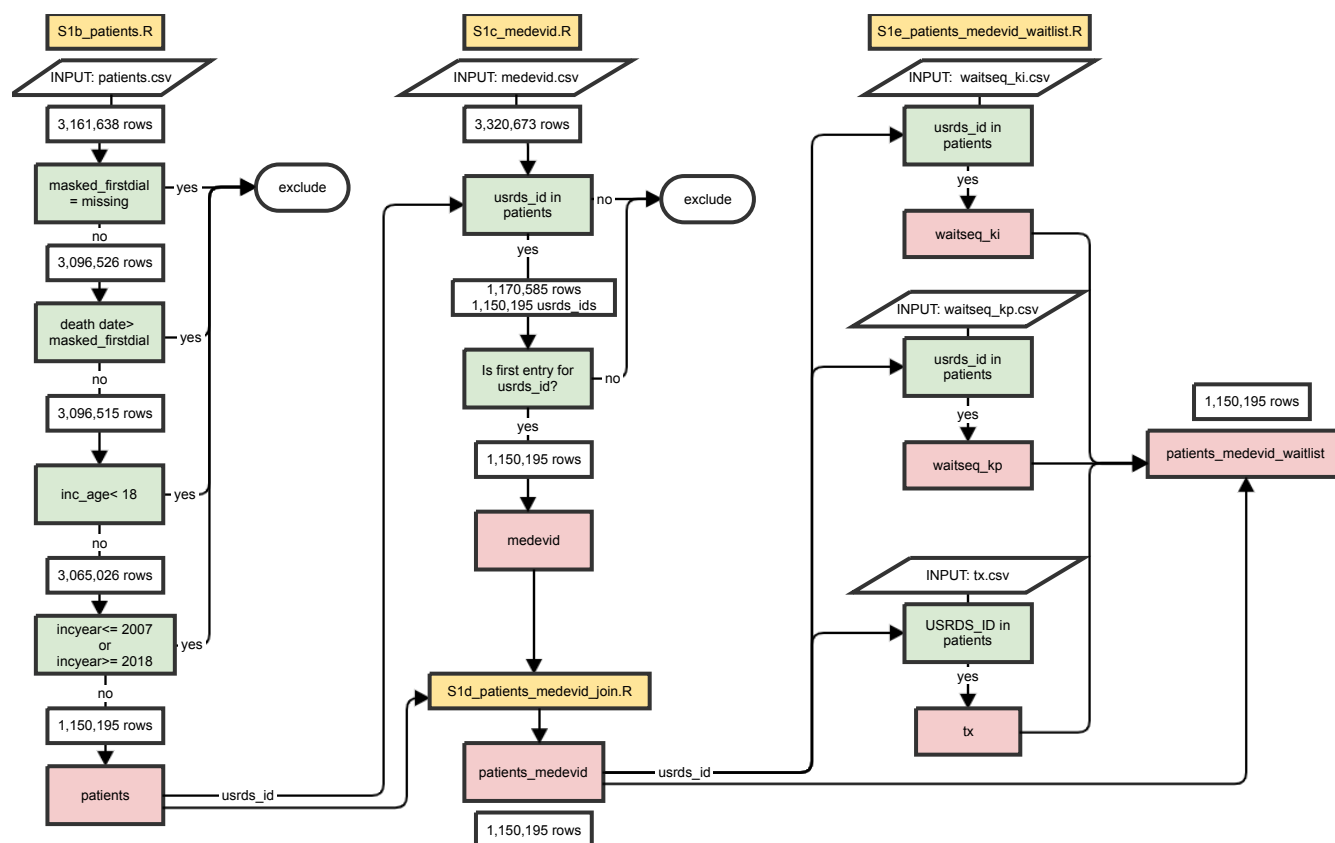 S1b_patients.R
INPUT: patients.csv
3,161,638 rows
masked_firstdial
= missing
yes
exclude
no
3,096,526 rows
death date>
masked_firstdial
yes
no
3,096,515 rows
inc_age< 18
yes
no
3,065,026 rows
incyear<= 2007
or
incyear>= 2018
yes
no
1,150,195 rows
patients
usrds_id
S1c_medevid.R
INPUT: medevid.csv
3,320,673 rows
usrds_id in
patients
no
exclude
yes
1,170,585 rows
1,150,195 usrds_ids
Is first entry for
usrds_id?
no
yes
1,150,195 rows
medevid
S1d_patients_medevid_join.R
patients_medevid
usrds_id
1,150,195 rows
S1e_patients_medevid_waitlist.R
INPUT: waitseq_ki.csv
usrds_id in
patients
yes
waitseq_ki
INPUT: waitseq_kp.csv
usrds_id in
patients
yes
waitseq_kp
INPUT: tx.csv
USRDS_ID in
patients
yes
tx
1,150,195 rows
patients_medevid_waitlist